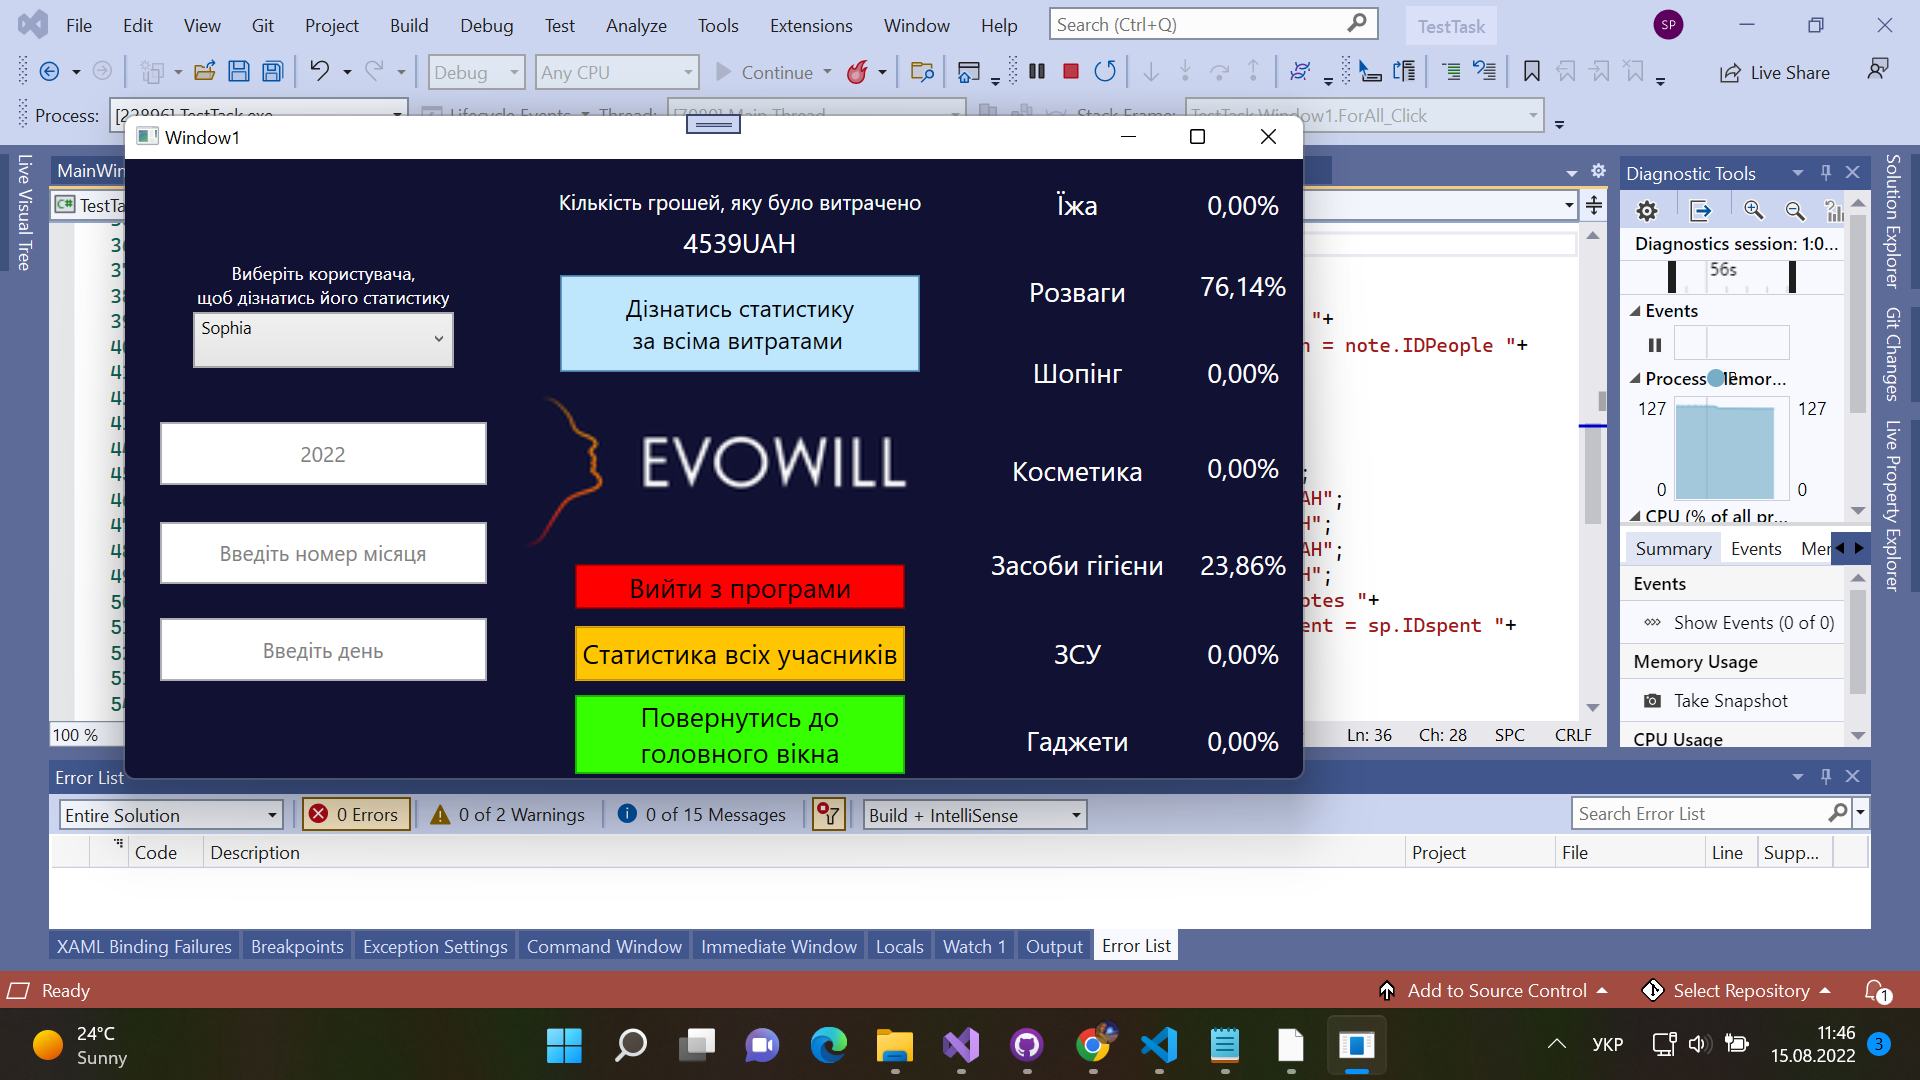 File Edit View Git Project Build Debug Test Analyze Tools Extensions Window Help Search (Ctrl+Q) TestTask SP
Debug Any CPU Continue Live Share
Process: [22896] TestTask.exe Lifecycle Events Thread: [7080] Main Thread Stack Frame: TestTask.Window1.ForAll_Click
Window1
Live Visual Tree
MainWin
TestTa
Кількість грошей, яку було витрачено
4539UAH
Виберіть користувача,
щоб дізнатись його статистику
Sophia
Дізнатись статистику
за всіма витратами
2022
Введіть номер місяця
Введіть день
EVOWILL
Вийти з програми
Статистика всіх учасників
Повернутись до
головного вікна
Їжа 0,00%
Розваги 76,14%
Шопінг 0,00%
Косметика 0,00%
Засоби гігієни 23,86%
ЗСУ 0,00%
Гаджети 0,00%
"+
n = note.IDPeople "+
;
AH";
H";
AH";
H";
otes "+
ent = sp.IDspent "+
100 %
Ln: 36 Ch: 28 SPC CRLF
Diagnostic Tools
Diagnostics session: 1:0...
56s
Events
Process Memor...
127 127
0 0
CPU (% of all pr...
Summary Events Mer
Events
Show Events (0 of 0)
Memory Usage
Take Snapshot
CPU Usage
Solution Explorer
Git Changes
Live Property Explorer
Error List
Entire Solution 0 Errors 0 of 2 Warnings 0 of 15 Messages Build + IntelliSense Search Error List
Code Description Project File Line Supp...
XAML Binding Failures Breakpoints Exception Settings Command Window Immediate Window Locals Watch 1 Output Error List
Ready Add to Source Control Select Repository 1
24°C
Sunny
УКР
11:46
15.08.2022
3